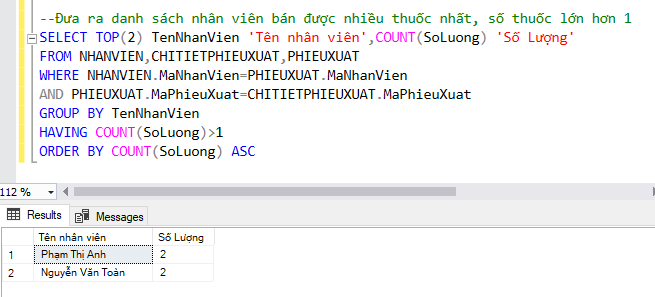 --Đưa ra danh sách nhân viên bán được nhiều thuốc nhất, số thuốc lớn hơn 1
SELECT TOP(2) TenNhanVien 'Tên nhân viên',COUNT(SoLuong) 'Số Lượng'
FROM NHANVIEN,CHITIETPHIEUXUAT,PHIEUXUAT
WHERE NHANVIEN.MaNhanVien=PHIEUXUAT.MaNhanVien
AND PHIEUXUAT.MaPhieuXuat=CHITIETPHIEUXUAT.MaPhieuXuat
GROUP BY TenNhanVien
HAVING COUNT(SoLuong)>1
ORDER BY COUNT(SoLuong) ASC
112 %
Results Messages
Tên nhân viên Số Lượng
1 Phạm Thị Anh 2
2 Nguyễn Văn Toàn 2